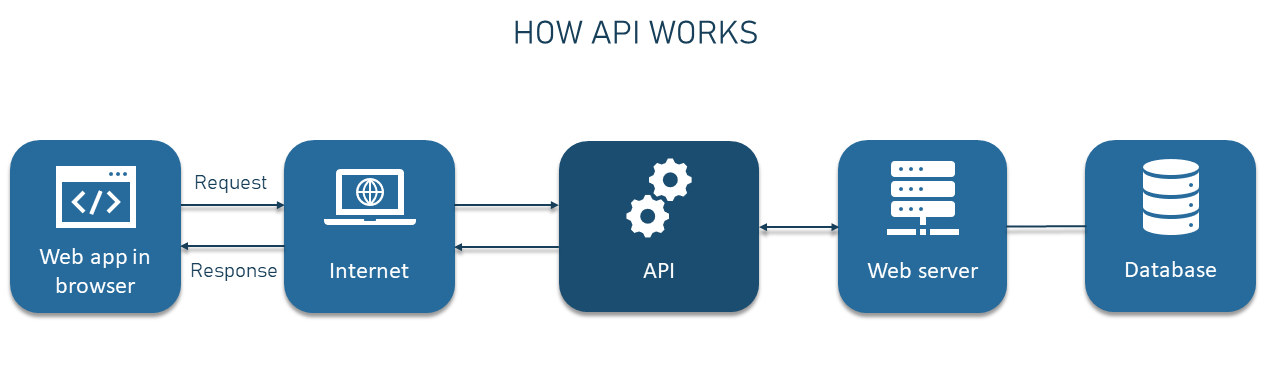 HOW API WORKS
Request
Response
Web app in
browser
Internet
API
Web server
Database